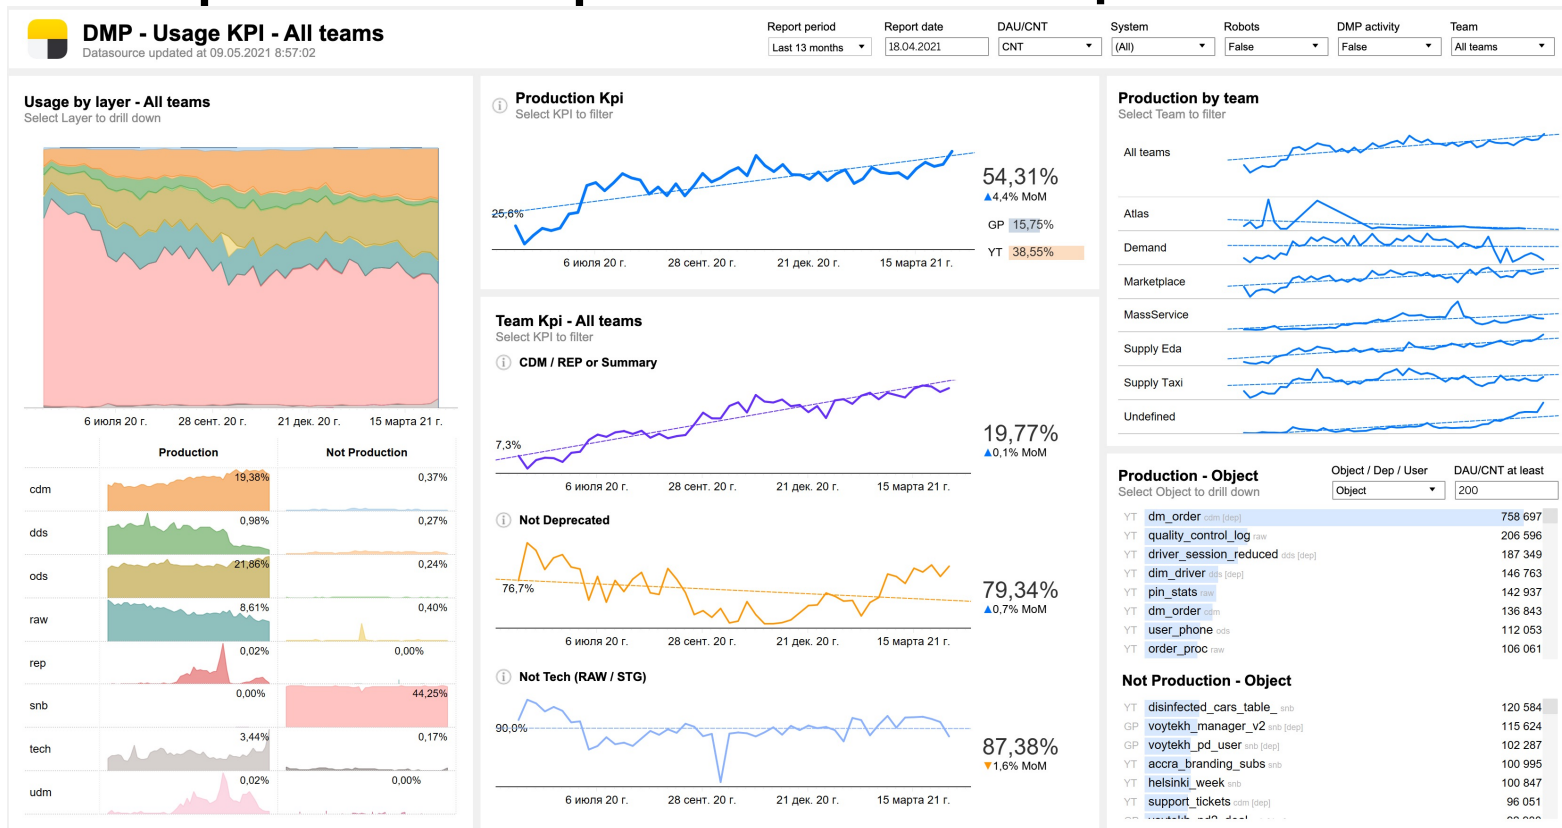 DMP - Usage KPI - All teams
Datasource updated at 09.05.2021 8:57:02
Report period
Last 13 months
Report date
18.04.2021
DAU/CNT
CNT
System
(All)
Robots
False
DMP activity
False
Team
All teams
Usage by layer - All teams
Select Layer to drill down
6 июля 20 г. 28 сент. 20 г. 21 дек. 20 г. 15 марта 21 г.
Production Not Production
cdm 19,38% 0,37%
dds 0,98% 0,27%
ods 21,86% 0,24%
raw 8,61% 0,40%
rep 0,02% 0,00%
snb 0,00% 44,25%
tech 3,44% 0,17%
udm 0,02% 0,00%
Production Kpi
Select KPI to filter
25,6%
54,31%
▲4,4% MoM
GP 15,75%
YT 38,55%
6 июля 20 г. 28 сент. 20 г. 21 дек. 20 г. 15 марта 21 г.
Team Kpi - All teams
Select KPI to filter
CDM / REP or Summary
7,3%
19,77%
▲0,1% MoM
6 июля 20 г. 28 сент. 20 г. 21 дек. 20 г. 15 марта 21 г.
Not Deprecated
76,7%
79,34%
▲0,7% MoM
6 июля 20 г. 28 сент. 20 г. 21 дек. 20 г. 15 марта 21 г.
Not Tech (RAW / STG)
90,0%
87,38%
▼1,6% MoM
6 июля 20 г. 28 сент. 20 г. 21 дек. 20 г. 15 марта 21 г.
Production by team
Select Team to filter
All teams
Atlas
Demand
Marketplace
MassService
Supply Eda
Supply Taxi
Undefined
Production - Object
Select Object to drill down
Object / Dep / User
Object
DAU/CNT at least
200
YT dm_order cdm [dep] 758 697
YT quality_control_log raw 206 596
YT driver_session_reduced dds [dep] 187 349
YT dim_driver dds [dep] 146 763
YT pin_stats raw 142 937
YT dm_order cdm 136 843
YT user_phone ods 112 053
YT order_proc raw 106 061
Not Production - Object
YT disinfected_cars_table_ snb 120 584
GP voytekh_manager_v2 snb [dep] 115 624
GP voytekh_pd_user snb [dep] 102 287
YT accra_branding_subs snb 100 995
YT helsinki_week snb 100 847
YT support_tickets cdm [dep] 96 051